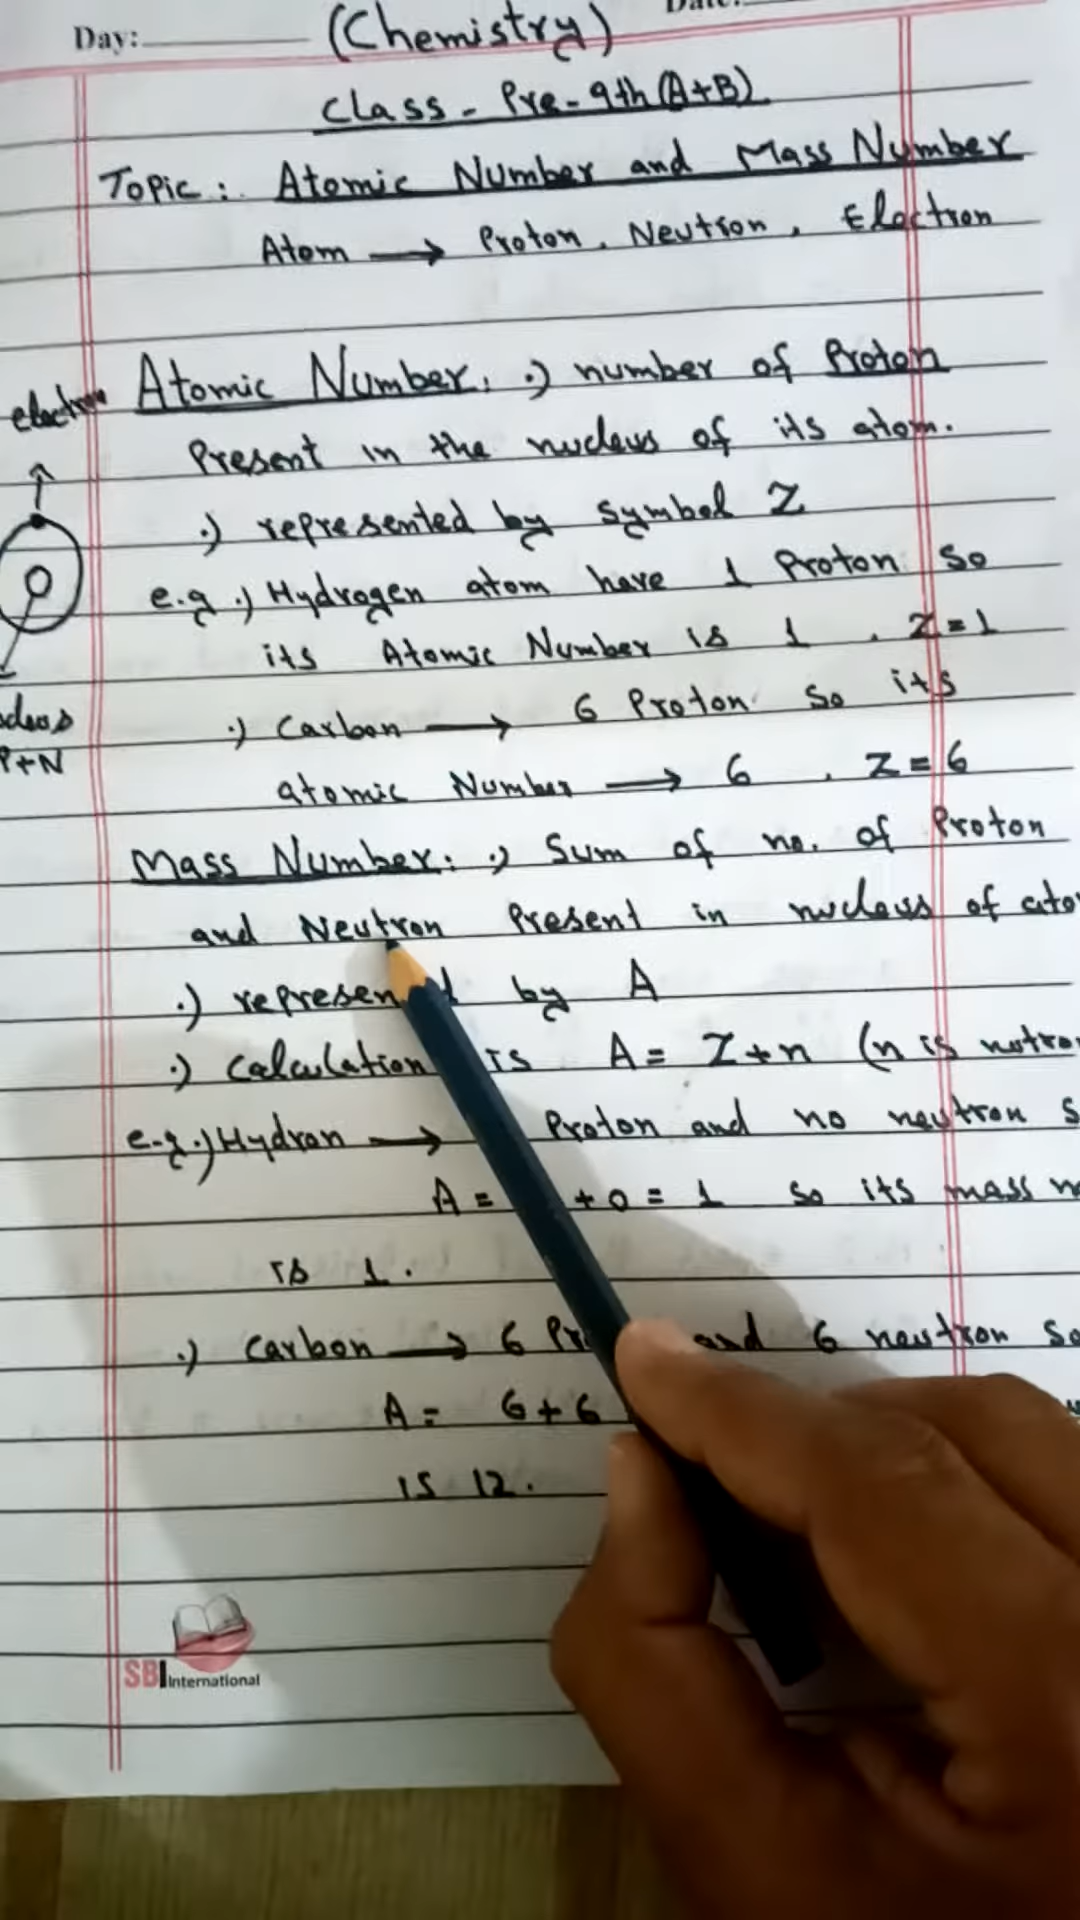 Day:
(Chemistry)
Date:
Class - Pre-9th (A+B)
Topic: Atomic Number and Mass Number
Atom → Proton, Neutron, Electron
Atomic Number: .) number of Proton
Present in the nucleus of its atom.
.) represented by symbol Z
e.g .) Hydrogen atom have 1 Proton so
its Atomic Number is 1 , Z=1
.) Carbon → 6 Proton so its
atomic Number → 6 , Z=6
electron
P+N
Mass Number: .) Sum of no. of Proton
and Neutron Present in nucleus of
.) by A
.) Calculation is A = Z+n (n is
e.g .) Hydron → Proton and no neutron
A = +0 = 1 so its mass
is 1.
.) Carbon → 6 and 6 neutron so
A = 6+6
is 12.
SBI International